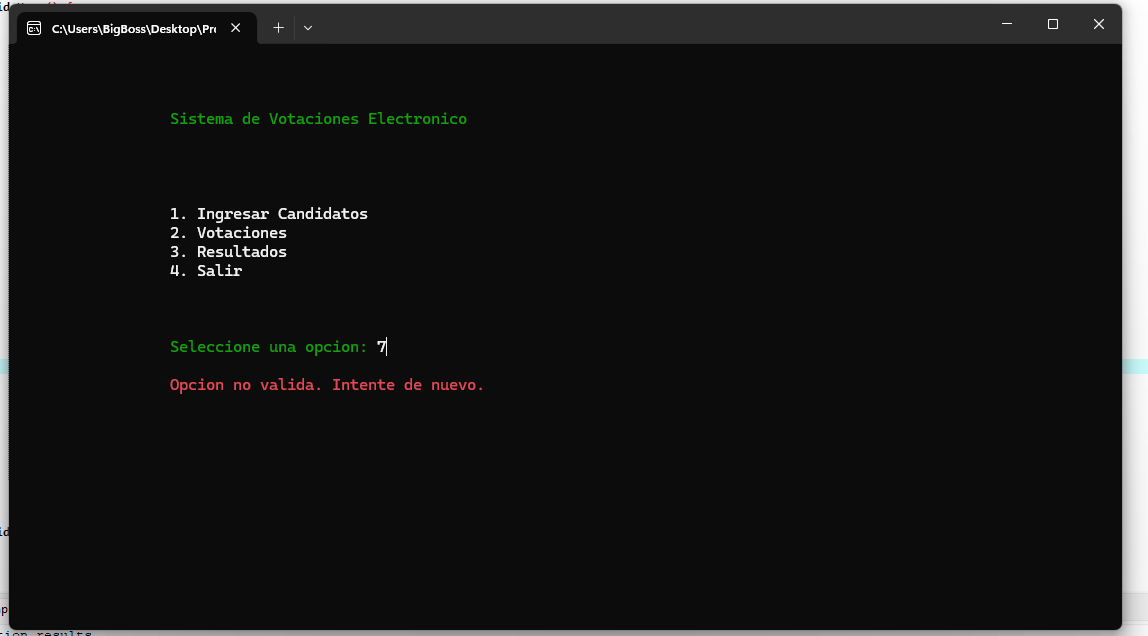 C:\Users\BigBoss\Desktop\Pr
Sistema de Votaciones Electronico
1. Ingresar Candidatos
2. Votaciones
3. Resultados
4. Salir
Seleccione una opcion: 7
Opcion no valida. Intente de nuevo.